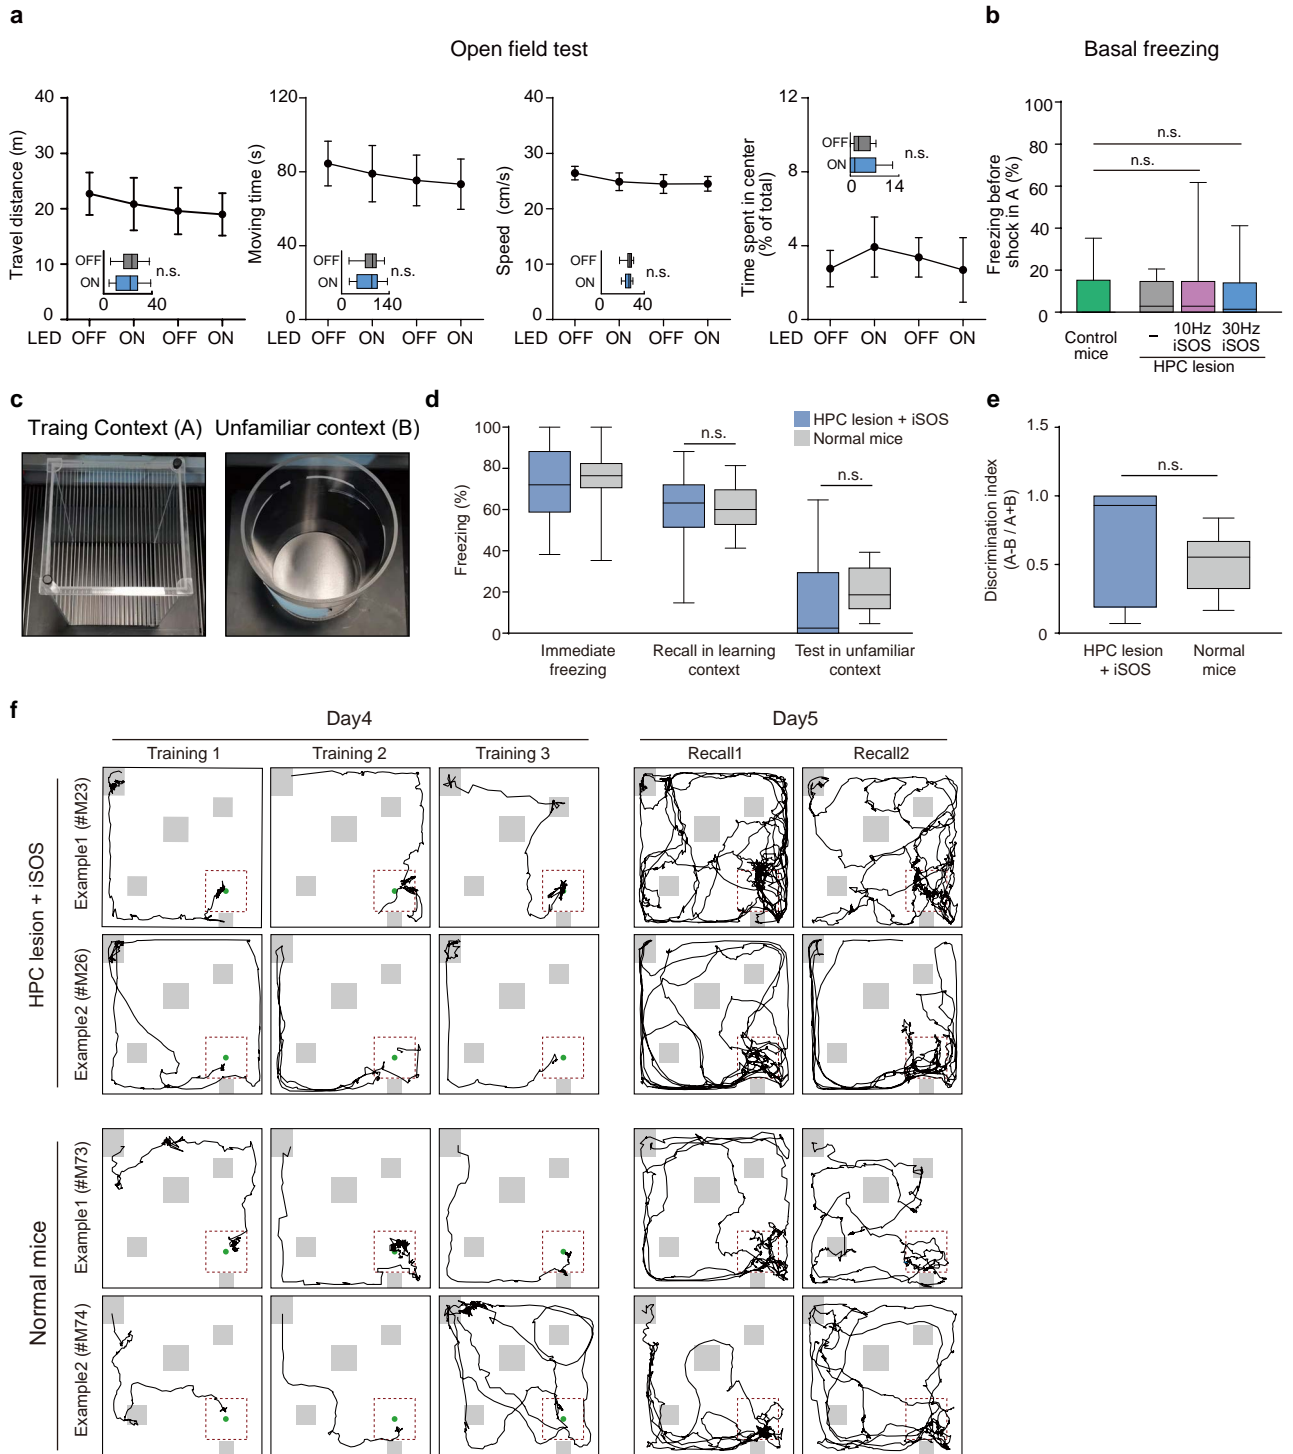 a
Open field test
Travel distance (m)
40
30
20
10
0
OFF
ON
n.s.
0
40
LED
OFF
ON
OFF
ON
Moving time (s)
120
80
40
0
OFF
ON
n.s.
0
140
LED
OFF
ON
OFF
ON
Speed (cm/s)
40
30
20
10
0
OFF
ON
n.s.
0
40
LED
OFF
ON
OFF
ON
Time spent in center
(% of total)
12
8
4
0
OFF
ON
n.s.
0
14
LED
OFF
ON
OFF
ON
b
Basal freezing
Freezing before
shock in A (%)
100
80
60
40
20
0
n.s.
n.s.
Control
mice
–
10Hz
iSOS
30Hz
iSOS
HPC lesion
c
Traing Context (A)
Unfamiliar context (B)
d
HPC lesion + iSOS
Normal mice
Freezing (%)
100
80
60
40
20
0
n.s.
n.s.
Immediate
freezing
Recall in learning
context
Test in unfamiliar
context
e
Discrimination index
(A-B / A+B)
1.5
1.0
0.5
0
n.s.
HPC lesion
+ iSOS
Normal
mice
f
Day4
Day5
Training 1
Training 2
Training 3
Recall1
Recall2
HPC lesion + iSOS
Example1 (#M23)
Example2 (#M26)
Normal mice
Example1 (#M73)
Example2 (#M74)